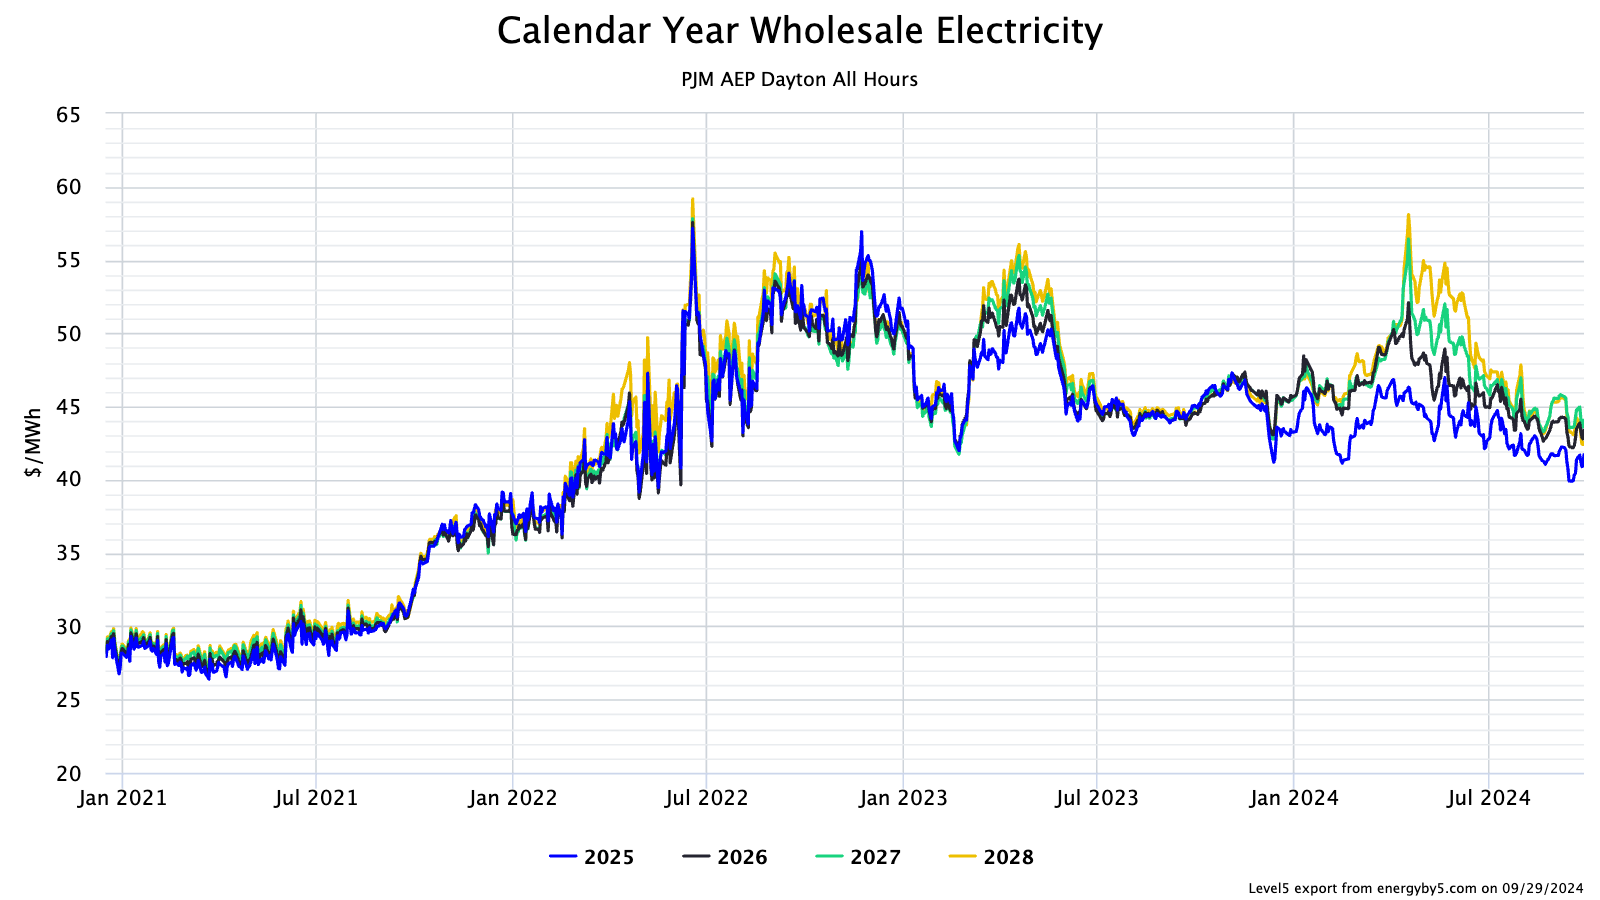 Calendar Year Wholesale Electricity
PJM AEP Dayton All Hours
65
60
55
50
45
40
35
30
25
20
$/MWh
Jan 2021 Jul 2021 Jan 2022 Jul 2022 Jan 2023 Jul 2023 Jan 2024 Jul 2024
2025 2026 2027 2028
Level5 export from energyby5.com on 09/29/2024